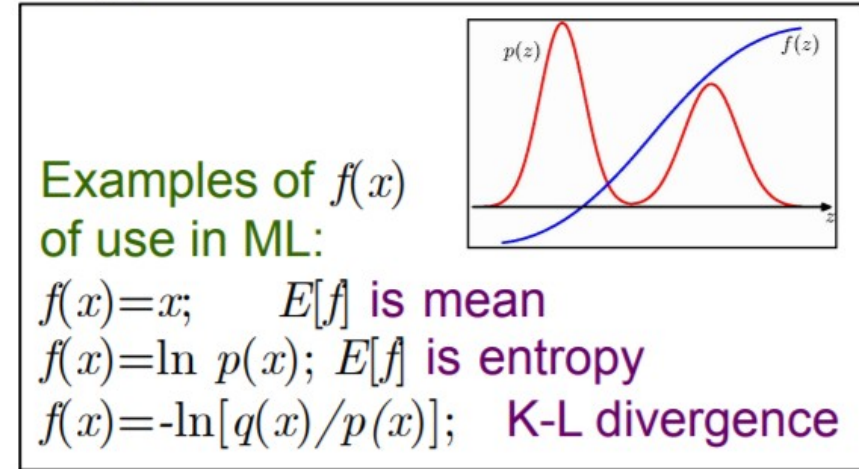 p(z)
f(z)
z
Examples of f(x)
of use in ML:
f(x)=x; E[f] is mean
f(x)=ln p(x); E[f] is entropy
f(x)=-ln[q(x)/p(x)]; K-L divergence